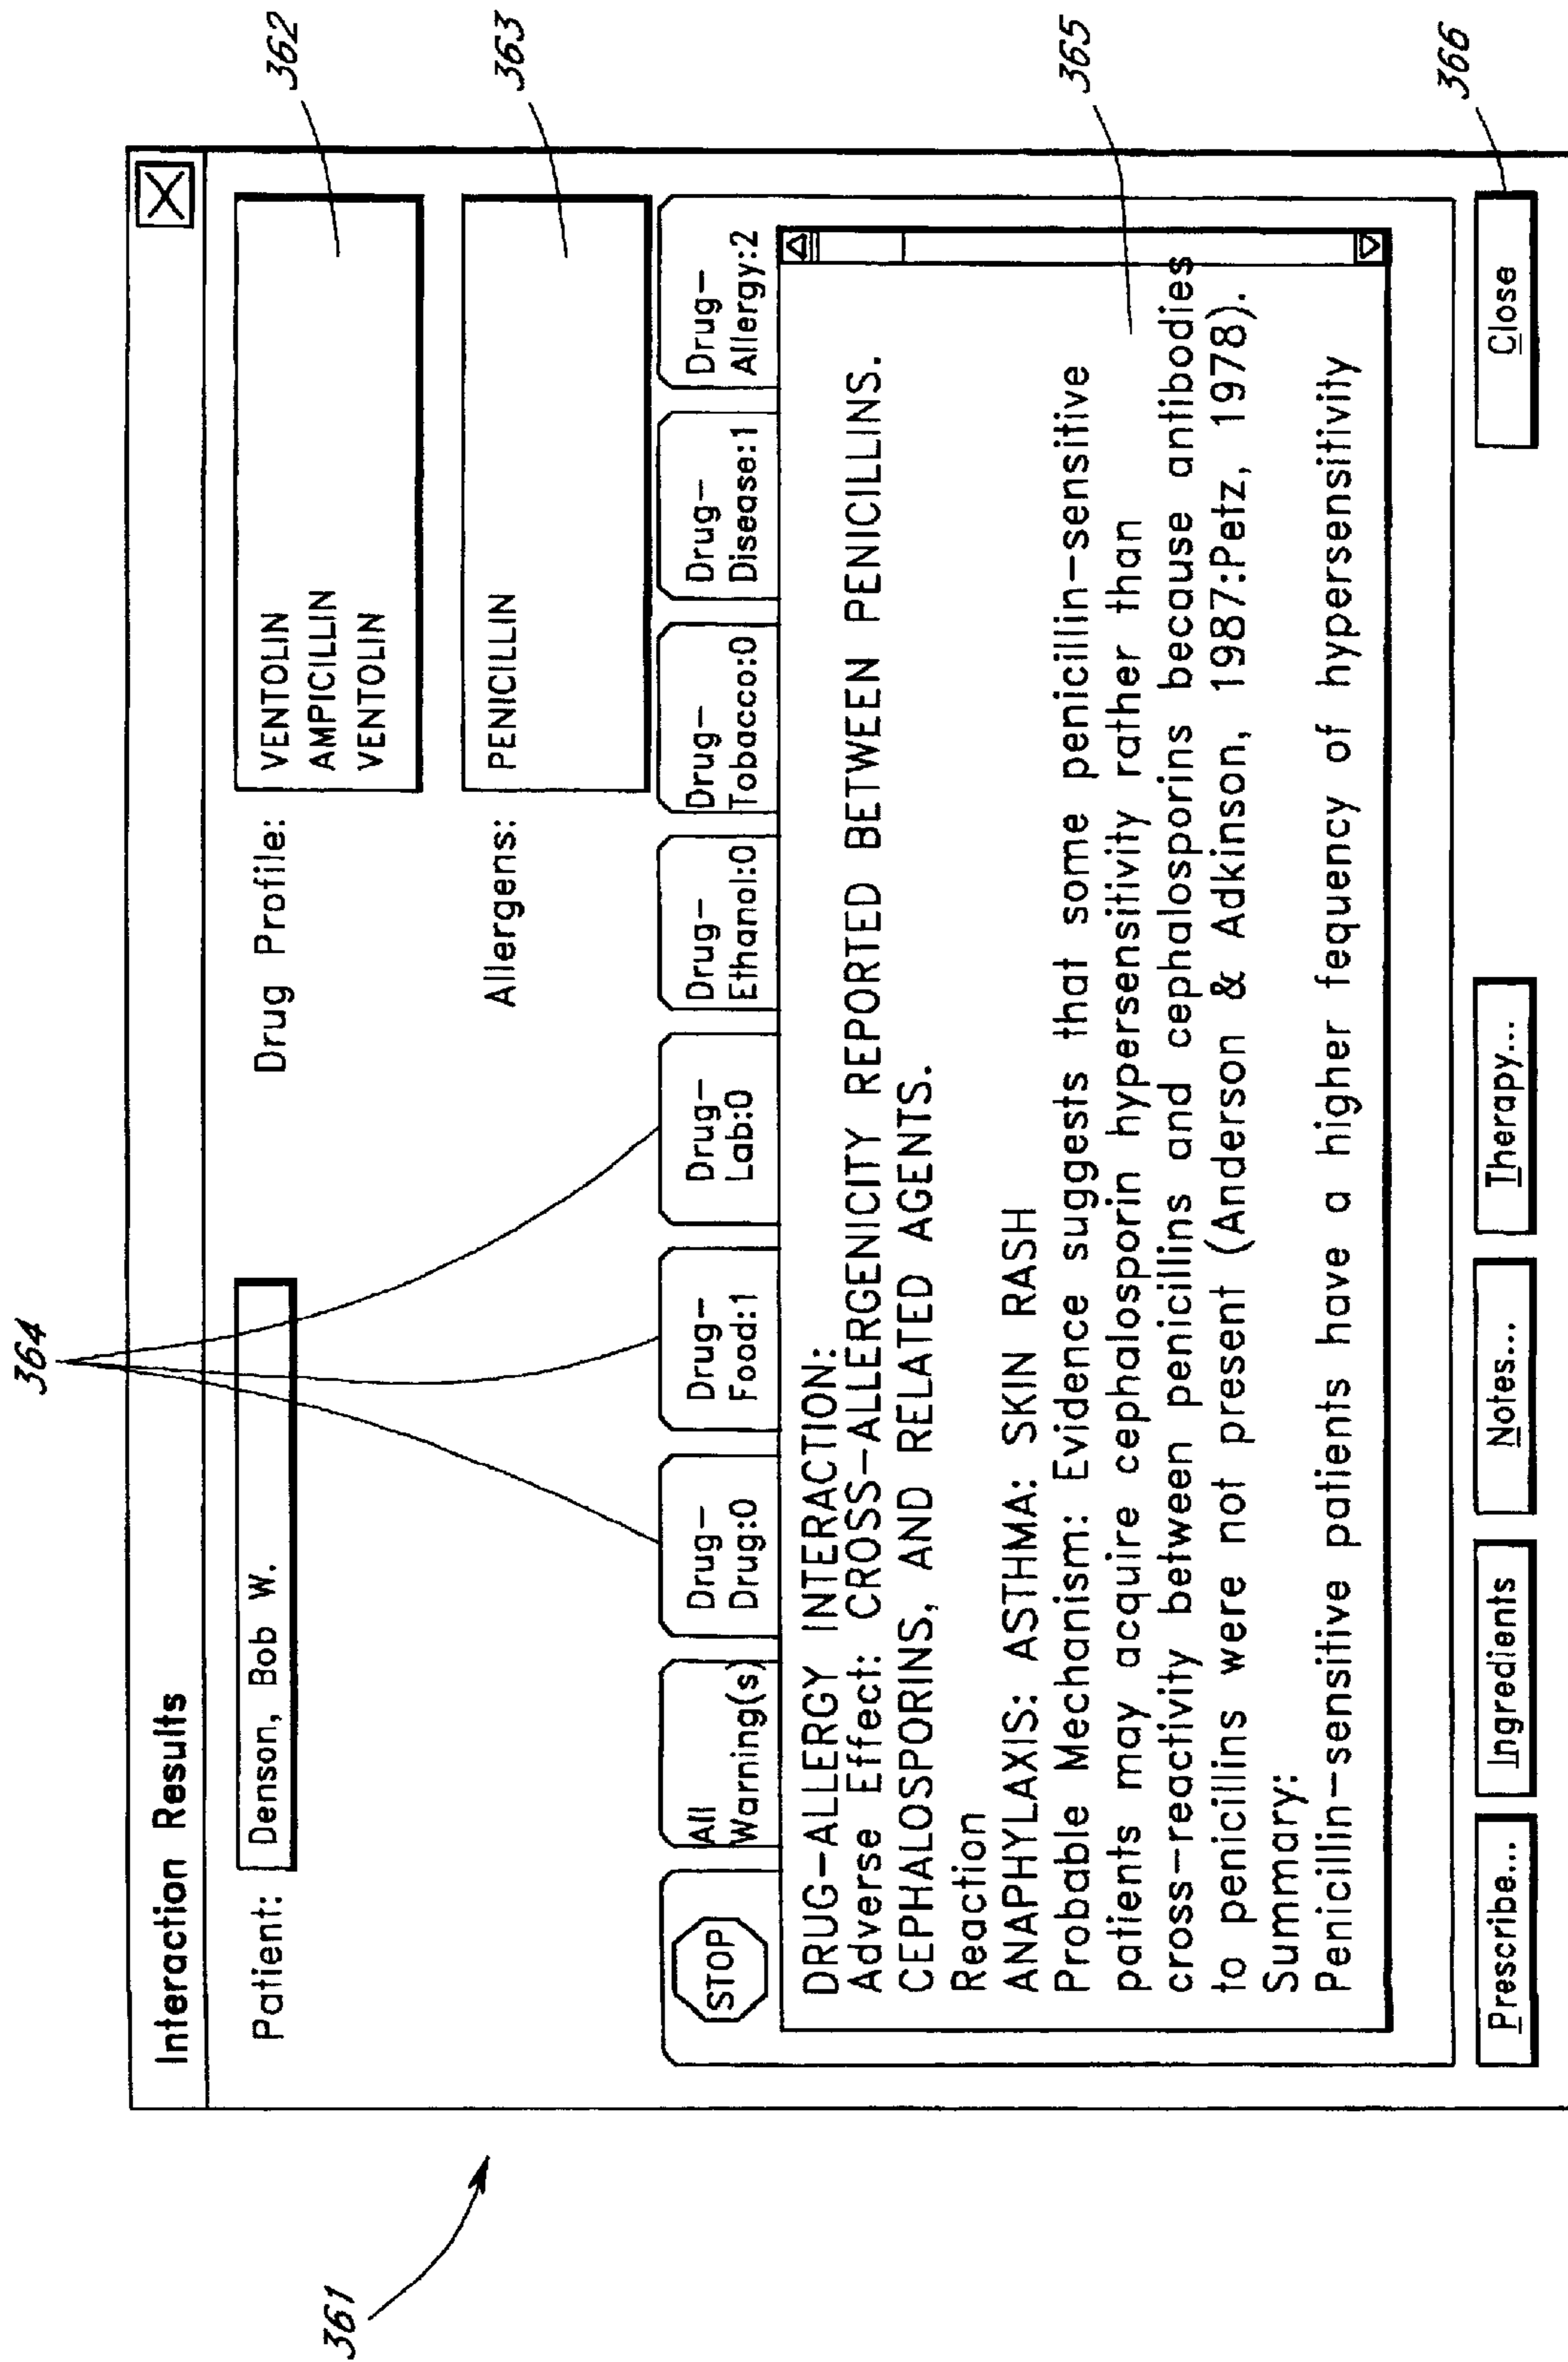 364
361
Interaction Results
Patient: Denson, Bob W.
Drug Profile:
VENTOLIN
AMPICILLIN
VENTOLIN
362
Allergens:
PENICILLIN
363
STOP
All
Warning(s)
Drug-
Drug:0
Drug-
Food:1
Drug-
Lab:0
Drug-
Ethanol:0
Drug-
Tobacco:0
Drug-
Disease:1
Drug-
Allergy:2
DRUG-ALLERGY INTERACTION:
Adverse Effect: CROSS-ALLERGENICITY REPORTED BETWEEN PENICILLINS.
CEPHALOSPORINS, AND RELATED AGENTS.
Reaction
ANAPHYLAXIS: ASTHMA: SKIN RASH
Probable Mechanism: Evidence suggests that some penicillin-sensitive
patients may acquire cephalosporin hypersensitivity rather than
cross-reactivity between penicillins and cephalosporins because antibodies
to penicillins were not present (Anderson & Adkinson, 1987:Petz, 1978).
Summary:
Penicillin-sensitive patients have a higher fequency of hypersensitivity
365
Prescribe...
Ingredients
Notes...
Therapy...
Close
366